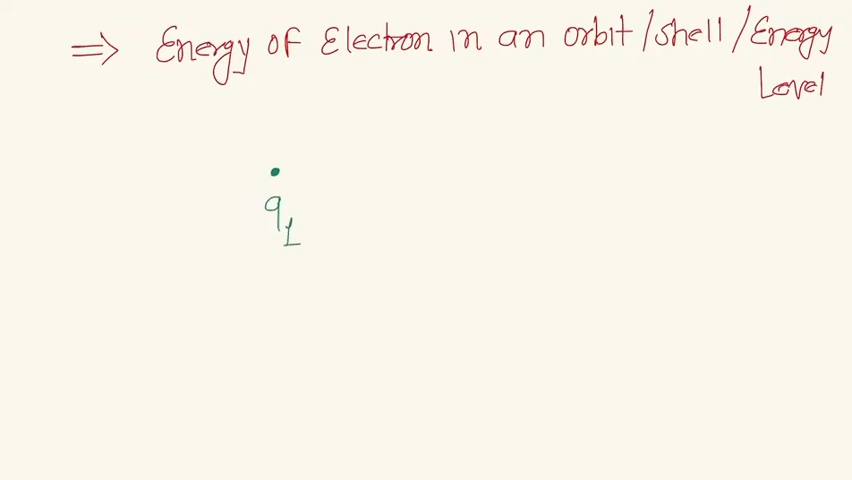 ⇒ Energy of Electron in an orbit/shell/Energy
Level
q₁